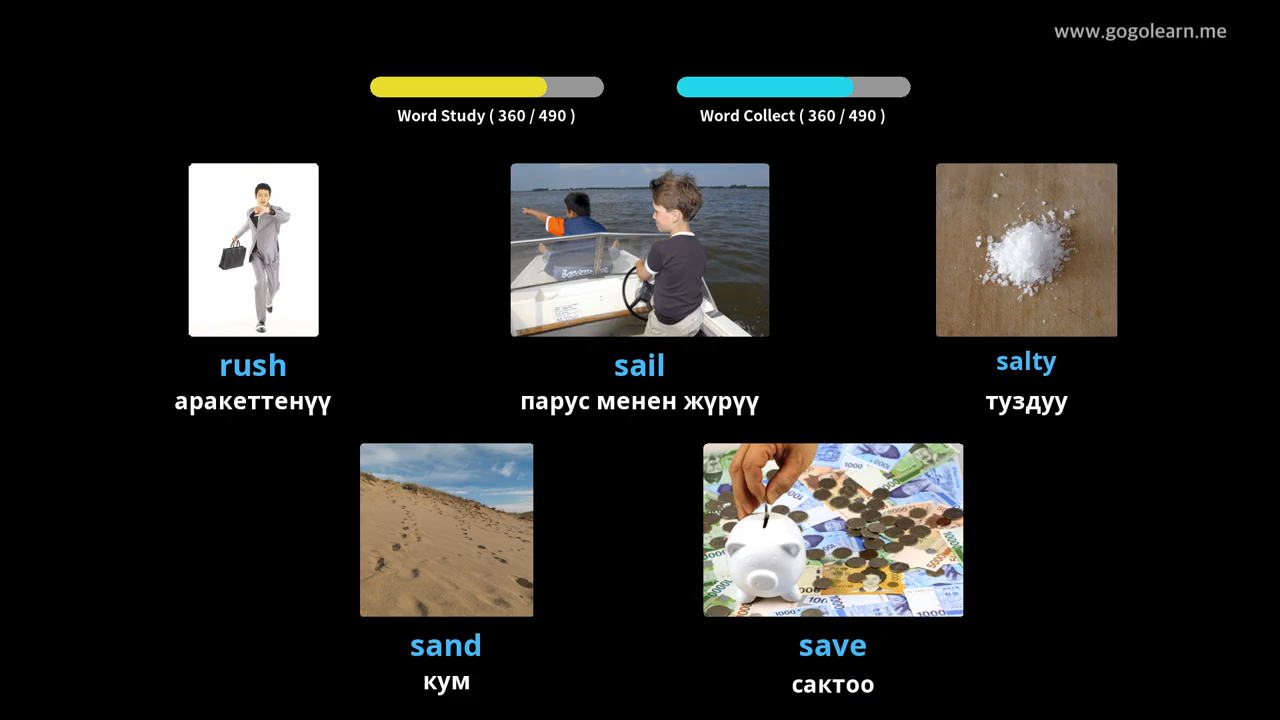 www.gogolearn.me
Word Study ( 360 / 490 )
Word Collect ( 360 / 490 )
rush
аракеттенүү
sail
парус менен жүрүү
salty
туздуу
sand
кум
save
сактоо